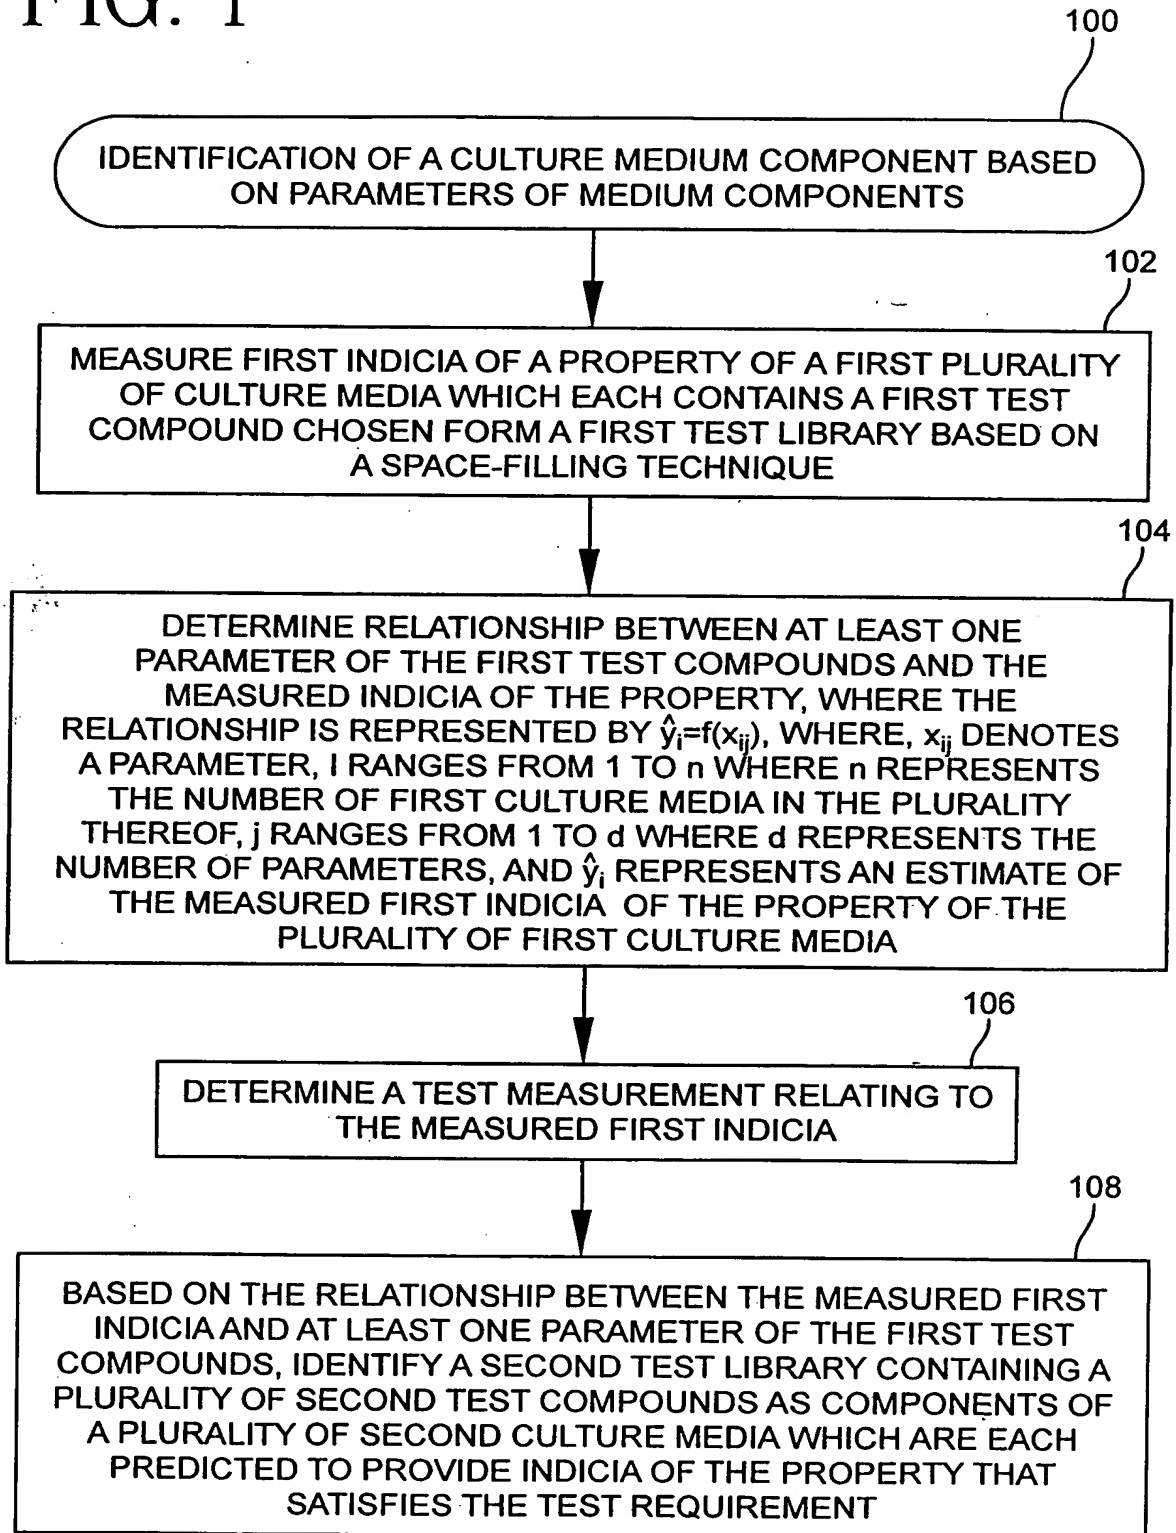 FIG. 1
100
IDENTIFICATION OF A CULTURE MEDIUM COMPONENT BASED
ON PARAMETERS OF MEDIUM COMPONENTS
102
MEASURE FIRST INDICIA OF A PROPERTY OF A FIRST PLURALITY
OF CULTURE MEDIA WHICH EACH CONTAINS A FIRST TEST
COMPOUND CHOSEN FORM A FIRST TEST LIBRARY BASED ON
A SPACE-FILLING TECHNIQUE
104
DETERMINE RELATIONSHIP BETWEEN AT LEAST ONE
PARAMETER OF THE FIRST TEST COMPOUNDS AND THE
MEASURED INDICIA OF THE PROPERTY, WHERE THE
RELATIONSHIP IS REPRESENTED BY ŷᵢ=f(xᵢⱼ), WHERE, xᵢⱼ DENOTES
A PARAMETER, I RANGES FROM 1 TO n WHERE n REPRESENTS
THE NUMBER OF FIRST CULTURE MEDIA IN THE PLURALITY
THEREOF, j RANGES FROM 1 TO d WHERE d REPRESENTS THE
NUMBER OF PARAMETERS, AND ŷᵢ REPRESENTS AN ESTIMATE OF
THE MEASURED FIRST INDICIA OF THE PROPERTY OF THE
PLURALITY OF FIRST CULTURE MEDIA
106
DETERMINE A TEST MEASUREMENT RELATING TO
THE MEASURED FIRST INDICIA
108
BASED ON THE RELATIONSHIP BETWEEN THE MEASURED FIRST
INDICIA AND AT LEAST ONE PARAMETER OF THE FIRST TEST
COMPOUNDS, IDENTIFY A SECOND TEST LIBRARY CONTAINING A
PLURALITY OF SECOND TEST COMPOUNDS AS COMPONENTS OF
A PLURALITY OF SECOND CULTURE MEDIA WHICH ARE EACH
PREDICTED TO PROVIDE INDICIA OF THE PROPERTY THAT
SATISFIES THE TEST REQUIREMENT